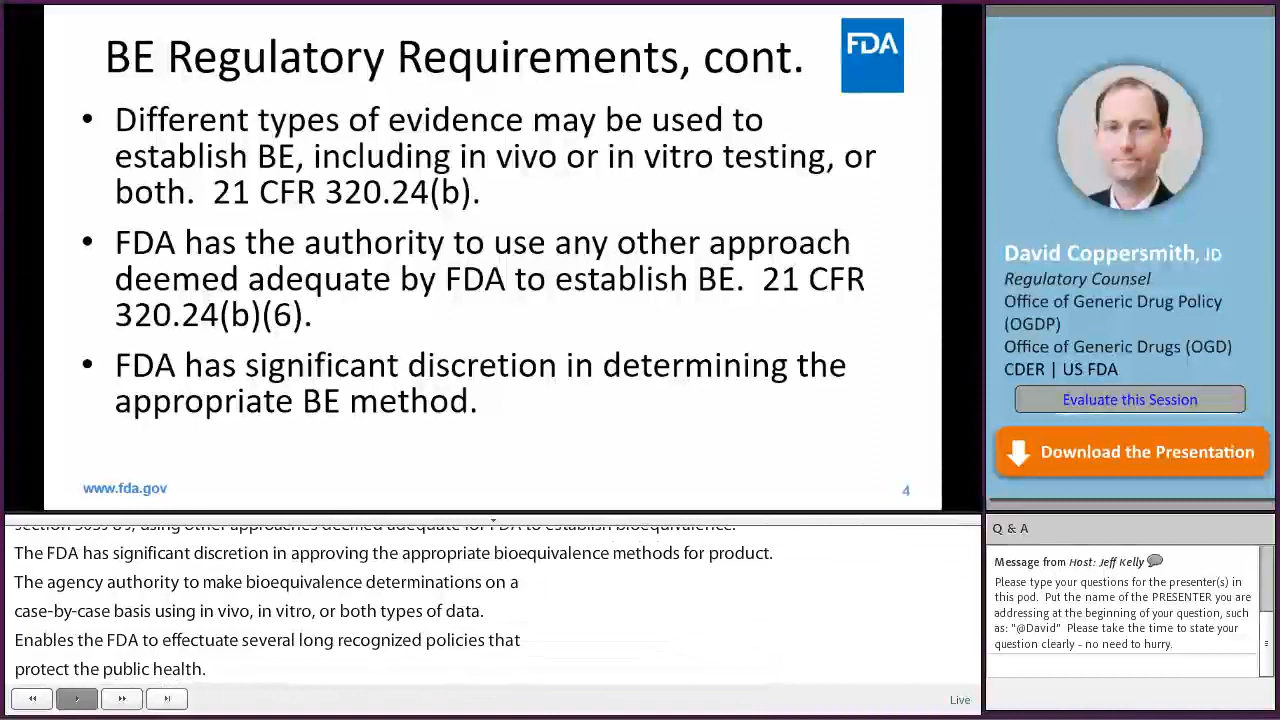 BE Regulatory Requirements, cont.
FDA
• Different types of evidence may be used to
establish BE, including in vivo or in vitro testing, or
both. 21 CFR 320.24(b).
• FDA has the authority to use any other approach
deemed adequate by FDA to establish BE. 21 CFR
320.24(b)(6).
• FDA has significant discretion in determining the
appropriate BE method.
www.fda.gov
4
David Coppersmith, JD
Regulatory Counsel
Office of Generic Drug Policy
(OGDP)
Office of Generic Drugs (OGD)
CDER | US FDA
Evaluate this Session
Download the Presentation
using other approaches deemed adequate for FDA to establish bioequivalence.
The FDA has significant discretion in approving the appropriate bioequivalence methods for product.
The agency authority to make bioequivalence determinations on a
case-by-case basis using in vivo, in vitro, or both types of data.
Enables the FDA to effectuate several long recognized policies that
protect the public health.
Live
Q & A
Message from Host: Jeff Kelly
Please type your questions for the presenter(s) in
this pod. Put the name of the PRESENTER you are
addressing at the beginning of your question, such
as: "@David" Please take the time to state your
question clearly - no need to hurry.